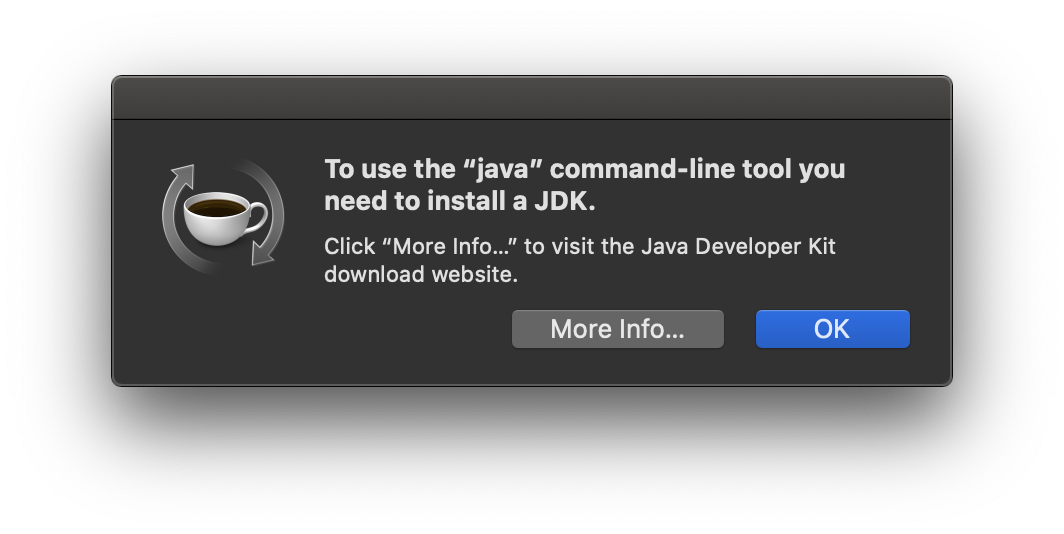 To use the “java” command-line tool you
need to install a JDK.
Click “More Info…” to visit the Java Developer Kit
download website.
More Info…
OK